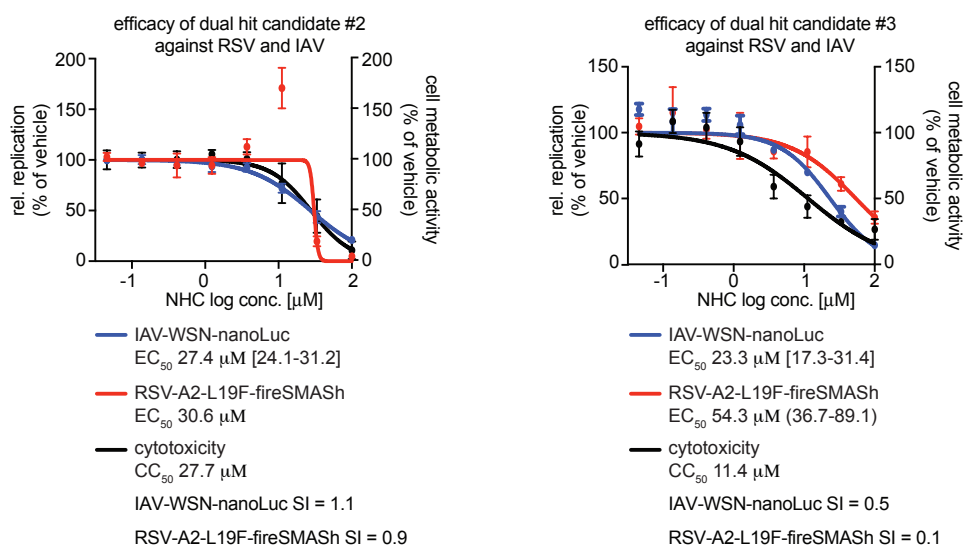 efficacy of dual hit candidate #2
against RSV and IAV
200
150
100
50
0
rel. replication
(% of vehicle)
200
150
100
50
0
cell metabolic activity
(% of vehicle)
-1
0
1
2
NHC log conc. [μM]
IAV-WSN-nanoLuc
EC50 27.4 μM [24.1-31.2]
RSV-A2-L19F-fireSMASh
EC50 30.6 μM
cytotoxicity
CC50 27.7 μM
IAV-WSN-nanoLuc SI = 1.1
RSV-A2-L19F-fireSMASh SI = 0.9
efficacy of dual hit candidate #3
against RSV and IAV
150
100
50
0
rel. replication
(% of vehicle)
150
100
50
0
cell metabolic activity
(% of vehicle)
-1
0
1
2
NHC log conc. [μM]
IAV-WSN-nanoLuc
EC50 23.3 μM [17.3-31.4]
RSV-A2-L19F-fireSMASh
EC50 54.3 μM (36.7-89.1)
cytotoxicity
CC50 11.4 μM
IAV-WSN-nanoLuc SI = 0.5
RSV-A2-L19F-fireSMASh SI = 0.1